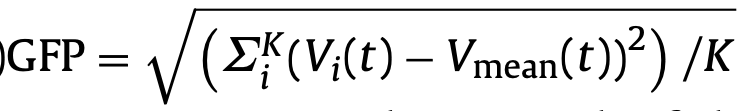 )GFP = √((Σ_i^K(V_i(t) − V_mean(t))²) /K